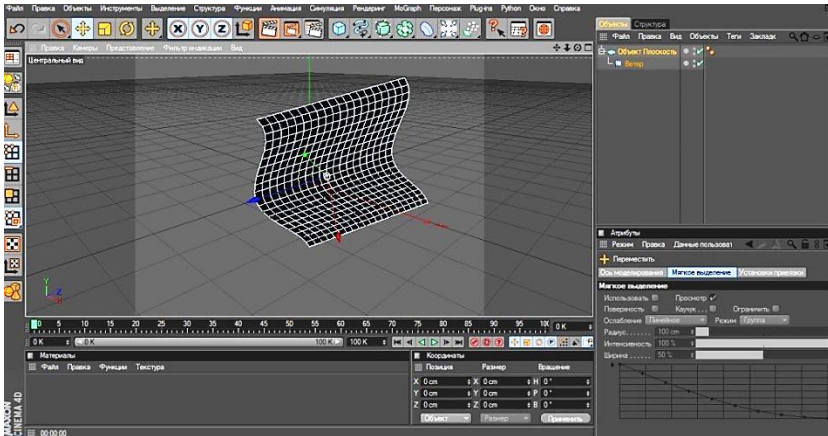 Файл Правка Объекты Инструменты Выделение Структура Функции Анимация Симуляция Рендеринг MoGraph Персонаж Plug-ins Python Окно Справка
Правка Камеры Представление Фильтр индикации Вид
Центральный вид
Y
Z
X
0 5 10 15 20 25 30 35 40 45 50 55 60 65 70 75 80 85 90 95 100 0 K
0 K 0 K 100 K 100 K
Материалы
Файл Правка Функции Текстура
Координаты
Позиция Размер Вращение
X 0 cm X 0 cm H 0 °
Y 0 cm Y 0 cm P 0 °
Z 0 cm Z 0 cm B 0 °
Объект Размер Применить
MAXON
CINEMA 4D
00:00:00
Объекты Структура
Файл Правка Вид Объекты Теги Закладк
Объект Плоскость
Ветер
Атрибуты
Режим Правка Данные пользоват
Переместить
Ось моделирования Мягкое выделение Установки привязки
Мягкое выделение
Использовать Просмотр
Поверхность Каучук Ограничить
Ослабление Линейное Режим Группа
Радиус 100 cm
Интенсивность 100 %
Ширина 50 %